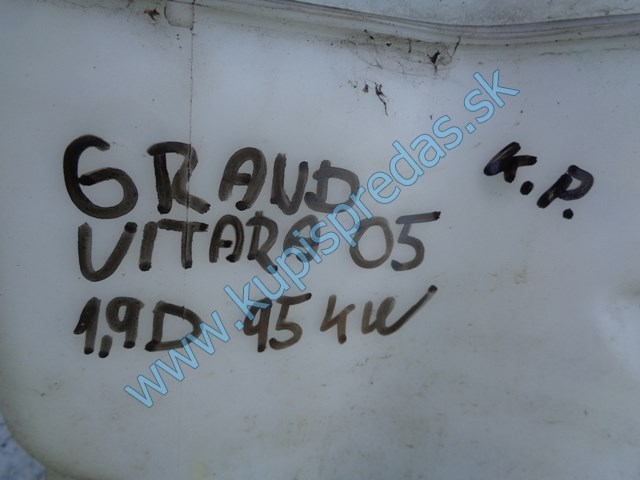 GRAND K.P.
VITARA 05
1,9D 95 KW
www.kupispredas.sk